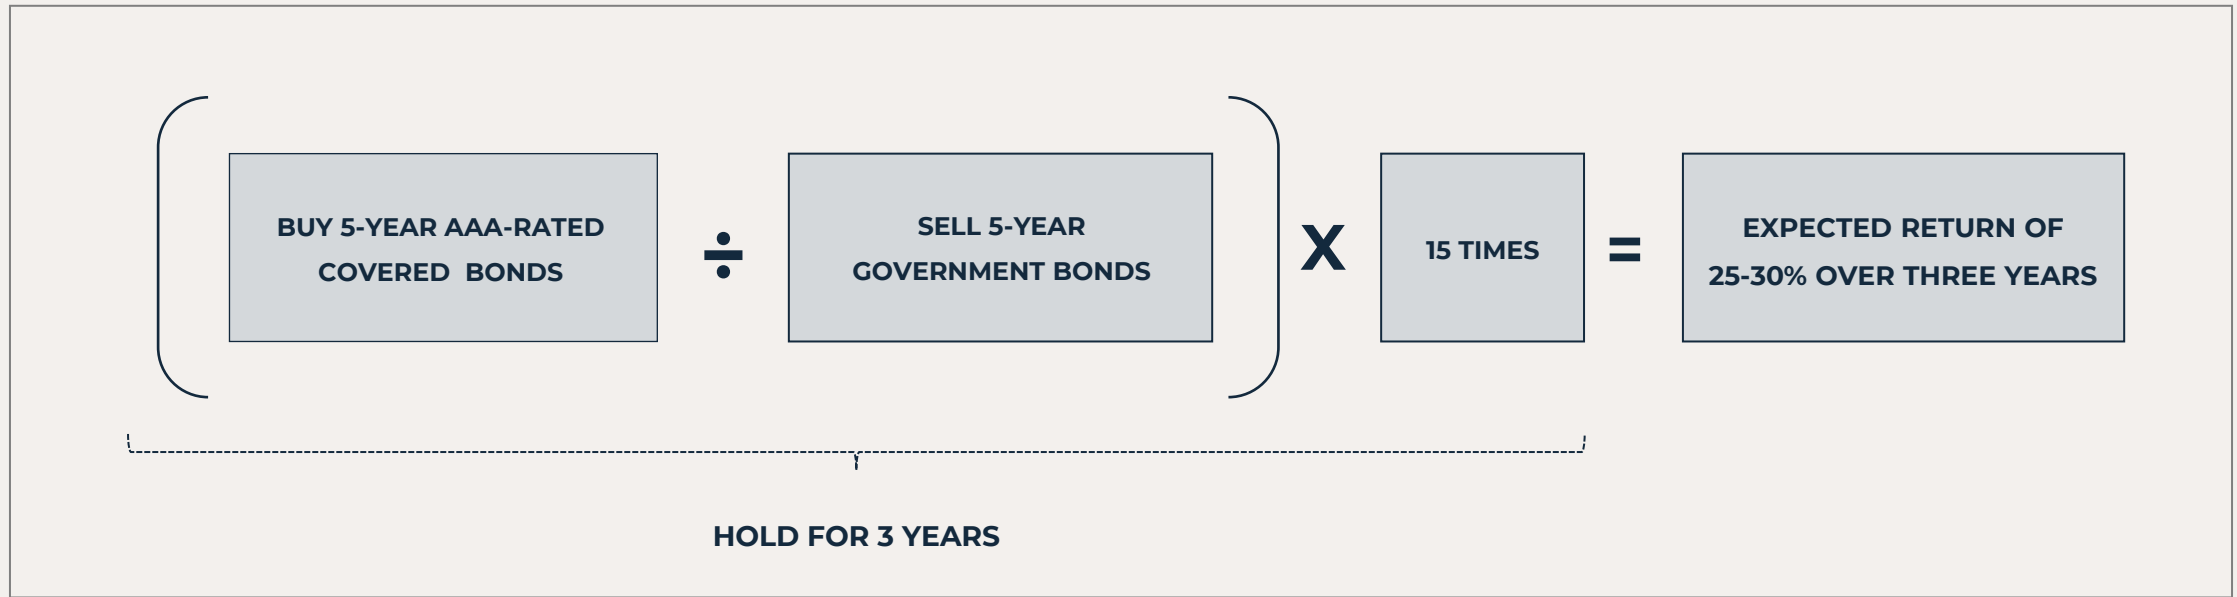 BUY 5-YEAR AAA-RATED
COVERED  BONDS
÷
SELL 5-YEAR
GOVERNMENT BONDS
X
15 TIMES
=
EXPECTED RETURN OF
25-30% OVER THREE YEARS
HOLD FOR 3 YEARS